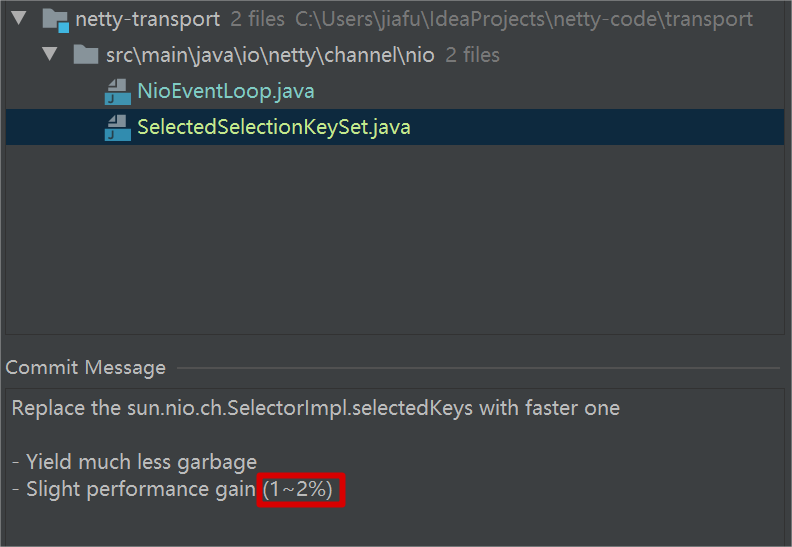 netty-transport 2 files C:\Users\jiafu\IdeaProjects\netty-code\transport
src\main\java\io\netty\channel\nio 2 files
NioEventLoop.java
SelectedSelectionKeySet.java
Commit Message
Replace the sun.nio.ch.SelectorImpl.selectedKeys with faster one
- Yield much less garbage
- Slight performance gain (1~2%)